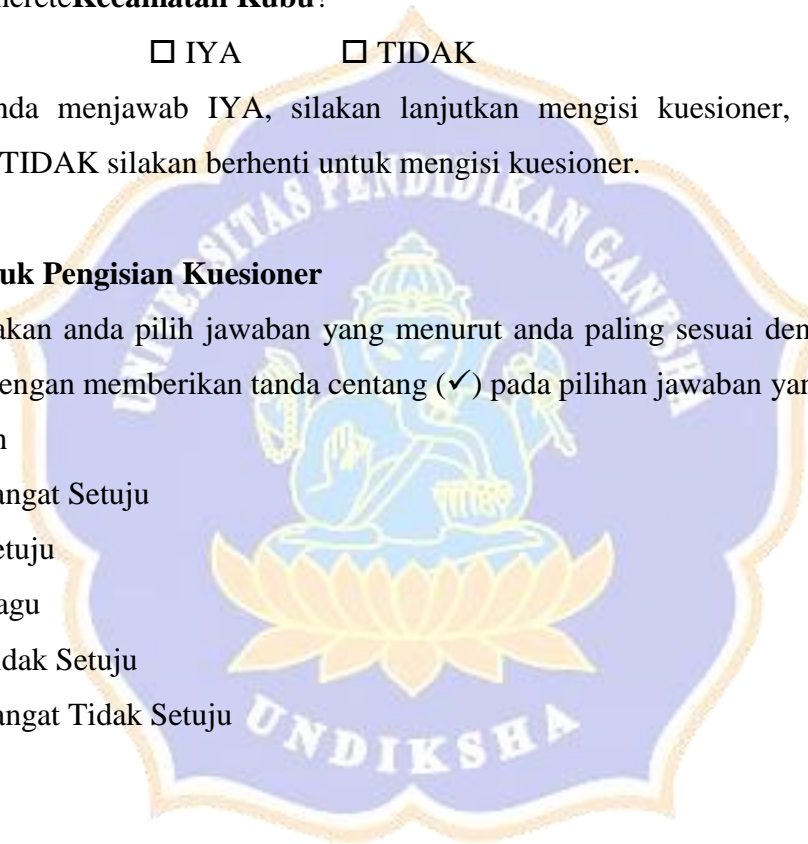 ncreteKecamatan Kubu?
☐ IYA ☐ TIDAK
nda menjawab IYA, silakan lanjutkan mengisi kuesioner,
TIDAK silakan berhenti untuk mengisi kuesioner.
uk Pengisian Kuesioner
akan anda pilih jawaban yang menurut anda paling sesuai den
engan memberikan tanda centang (✓) pada pilihan jawaban yan
n
angat Setuju
etuju
agu
idak Setuju
angat Tidak Setuju
UNIVERSITAS PENDIDIKAN GANESHA
UNDIKSHA